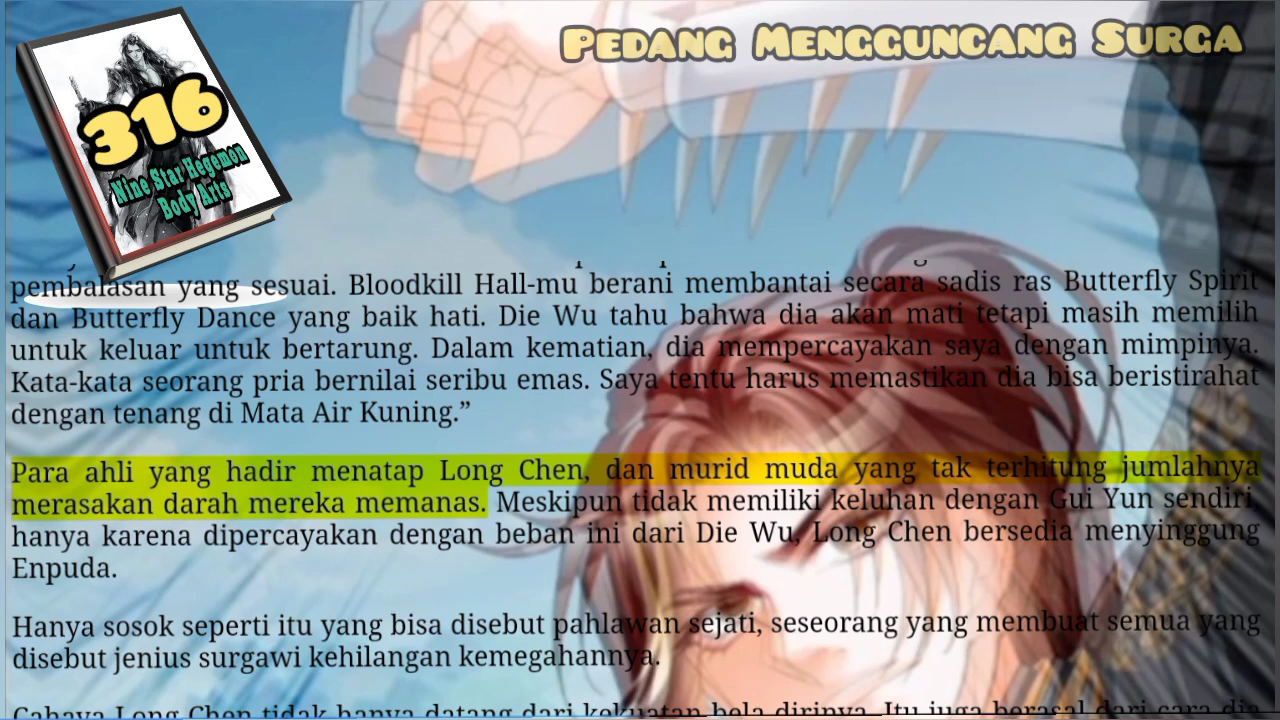 Pedang Mengguncang Surga
316
Nine Star Hegemon
Body Arts
pembalasan yang sesuai. Bloodkill Hall-mu berani membantai secara sadis ras Butterfly Spirit
dan Butterfly Dance yang baik hati. Die Wu tahu bahwa dia akan mati tetapi masih memilih
untuk keluar untuk bertarung. Dalam kematian, dia mempercayakan saya dengan mimpinya.
Kata-kata seorang pria bernilai seribu emas. Saya tentu harus memastikan dia bisa beristirahat
dengan tenang di Mata Air Kuning.”
Para ahli yang hadir menatap Long Chen, dan murid muda yang tak terhitung jumlahnya
merasakan darah mereka memanas. Meskipun tidak memiliki keluhan dengan Gui Yun sendiri,
hanya karena dipercayakan dengan beban ini dari Die Wu, Long Chen bersedia menyinggung
Enpuda.
Hanya sosok seperti itu yang bisa disebut pahlawan sejati, seseorang yang membuat semua yang
disebut jenius surgawi kehilangan kemegahannya.
Cahaya Long Chen tidak hanya datang dari kekuatan bela dirinya. Itu juga berasal dari cara dia